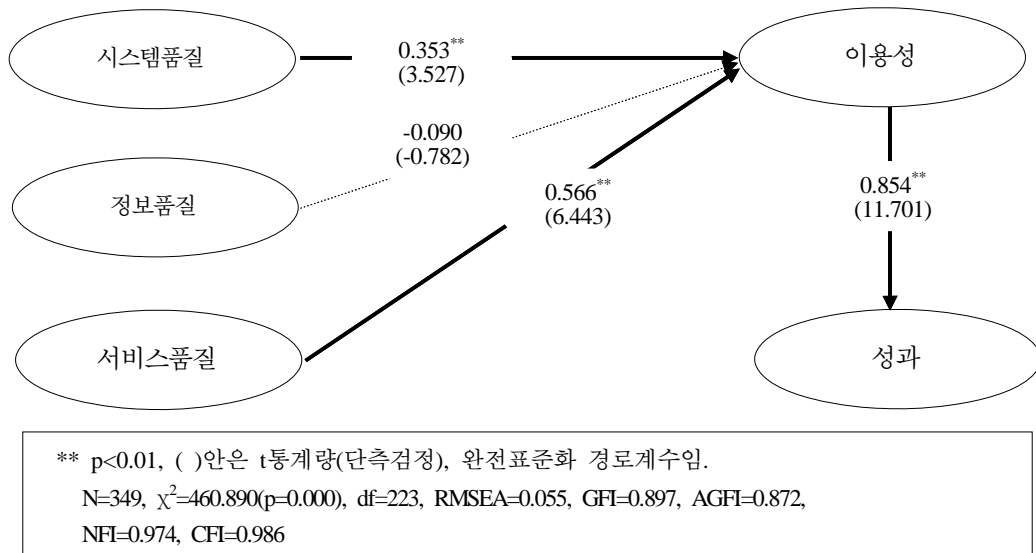 시스템품질
0.353**
(3.527)
이용성
-0.090
(-0.782)
정보품질
0.566**
(6.443)
0.854**
(11.701)
서비스품질
성과
** p<0.01, ( )안은 t통계량(단측검정), 완전표준화 경로계수임.
N=349, χ²=460.890(p=0.000), df=223, RMSEA=0.055, GFI=0.897, AGFI=0.872,
NFI=0.974, CFI=0.986